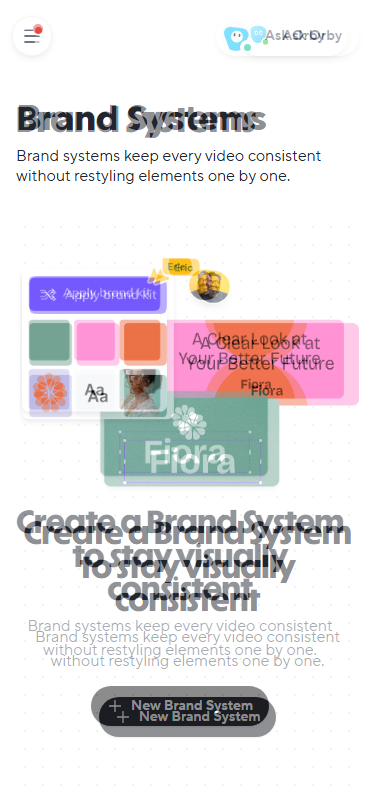 Ask Orby
Brand Systems
Brand systems keep every video consistent
without restyling elements one by one.
Eric
Apply brand kit
A Clear Look at
Your Better Future
Aa
Fiora
Fiora
Create a Brand System
to stay visually
consistent
Brand systems keep every video consistent
without restyling elements one by one.
New Brand System